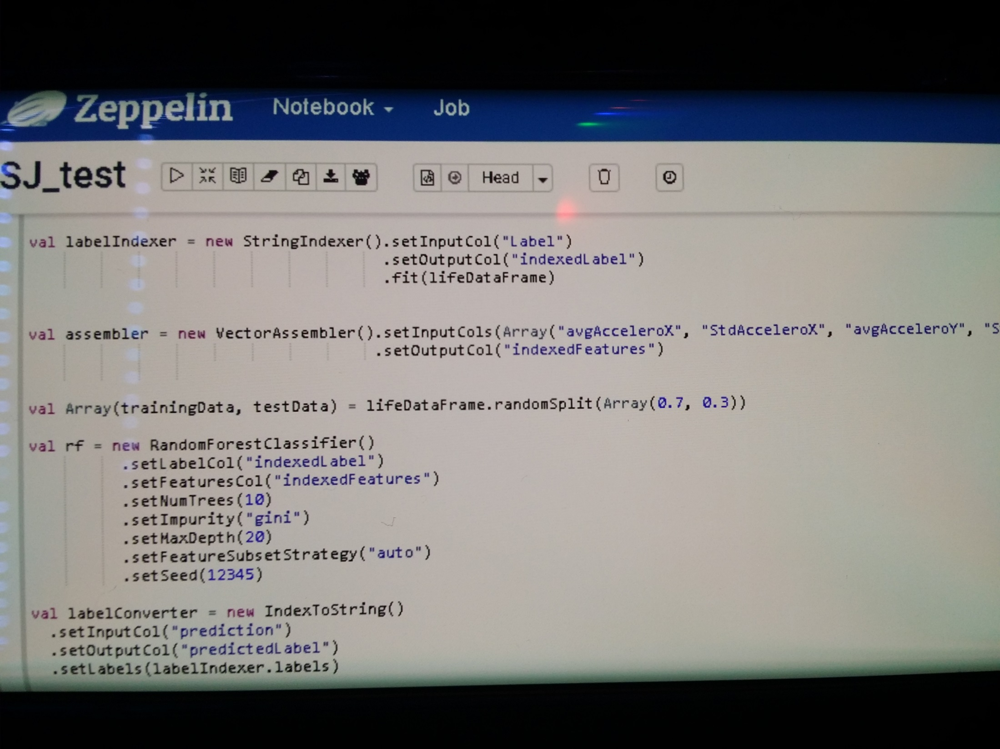 Zeppelin Notebook Job
SJ_test Head
val labelIndexer = new StringIndexer().setInputCol("Label")
.setOutputCol("indexedLabel")
.fit(lifeDataFrame)
val assembler = new VectorAssembler().setInputCols(Array("avgAcceleroX", "StdAcceleroX", "avgAcceleroY", "S
.setOutputCol("indexedFeatures")
val Array(trainingData, testData) = lifeDataFrame.randomSplit(Array(0.7, 0.3))
val rf = new RandomForestClassifier()
.setLabelCol("indexedLabel")
.setFeaturesCol("indexedFeatures")
.setNumTrees(10)
.setImpurity("gini")
.setMaxDepth(20)
.setFeatureSubsetStrategy("auto")
.setSeed(12345)
val labelConverter = new IndexToString()
.setInputCol("prediction")
.setOutputCol("predictedLabel")
.setLabels(labelIndexer.labels)